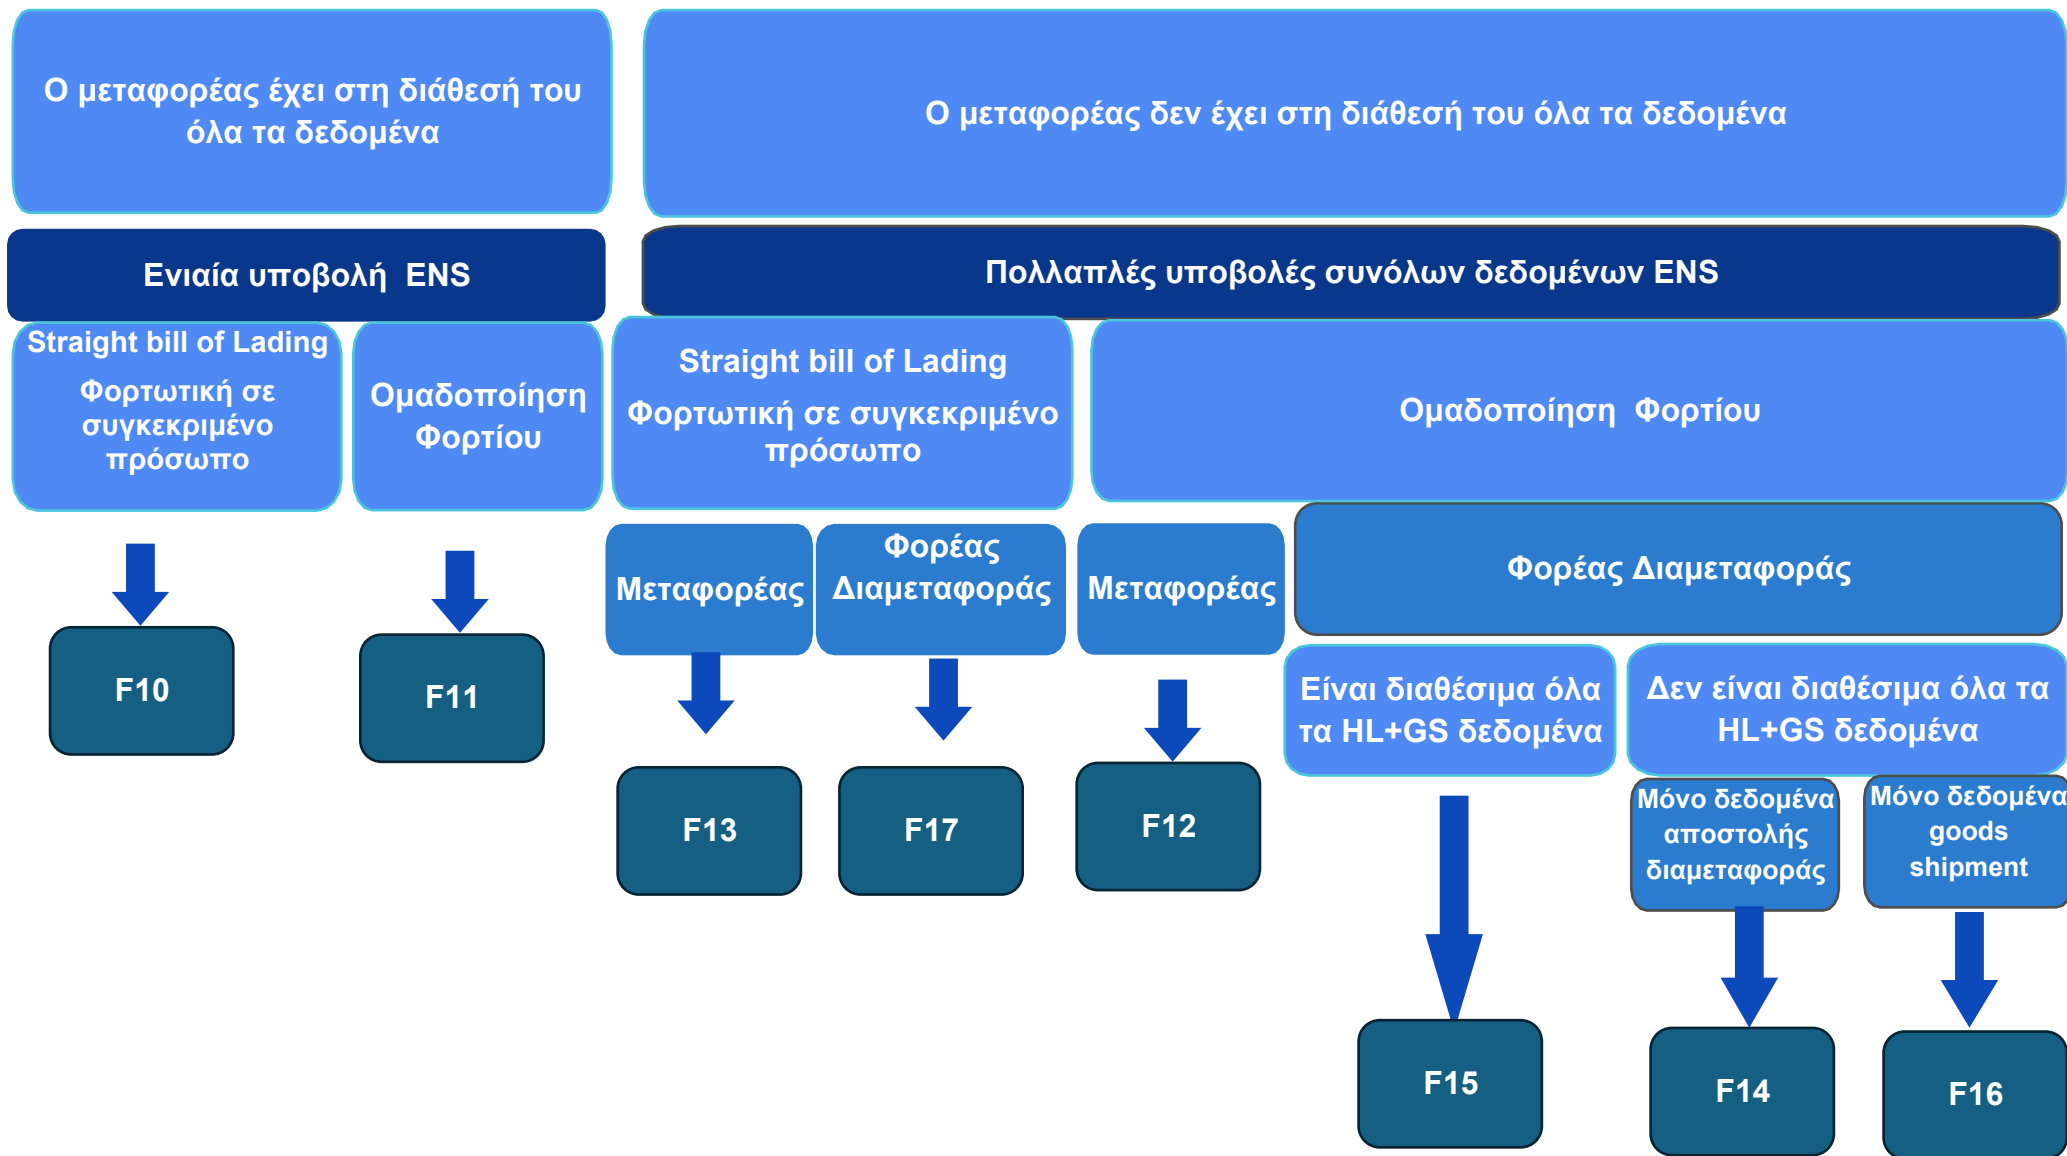 Ο μεταφορέας έχει στη διάθεσή του
όλα τα δεδομένα
Ο μεταφορέας δεν έχει στη διάθεσή του όλα τα δεδομένα
Ενιαία υποβολή ENS
Πολλαπλές υποβολές συνόλων δεδομένων ENS
Straight bill of Lading
Φορτωτική σε
συγκεκριμένο
πρόσωπο
Ομαδοποίηση
Φορτίου
Straight bill of Lading
Φορτωτική σε συγκεκριμένο
πρόσωπο
Ομαδοποίηση Φορτίου
Μεταφορέας
Φορέας
Διαμεταφοράς
Μεταφορέας
Φορέας Διαμεταφοράς
Είναι διαθέσιμα όλα
τα HL+GS δεδομένα
Δεν είναι διαθέσιμα όλα τα
HL+GS δεδομένα
Μόνο δεδομένα
αποστολής
διαμεταφοράς
Μόνο δεδομένα
goods
shipment
F10
F11
F13
F17
F12
F15
F14
F16